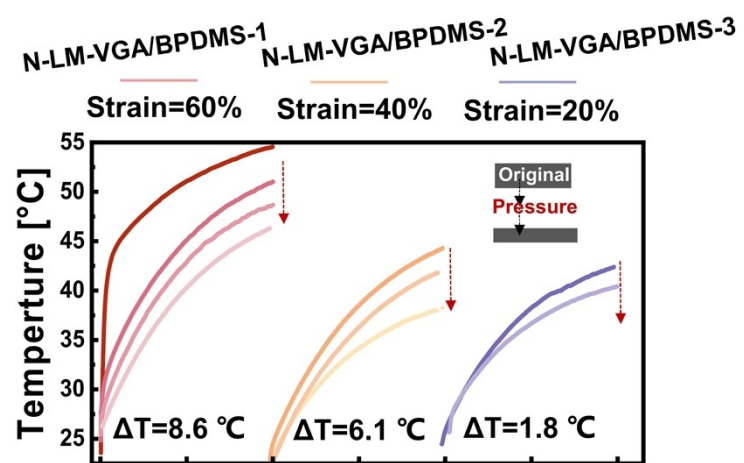 N-LM-VGA/BPDMS-1 N-LM-VGA/BPDMS-2 N-LM-VGA/BPDMS-3
Strain=60% Strain=40% Strain=20%
Temperture [°C]
55
50
45
40
35
30
25
Original
Pressure
ΔT=8.6 ℃ ΔT=6.1 ℃ ΔT=1.8 ℃